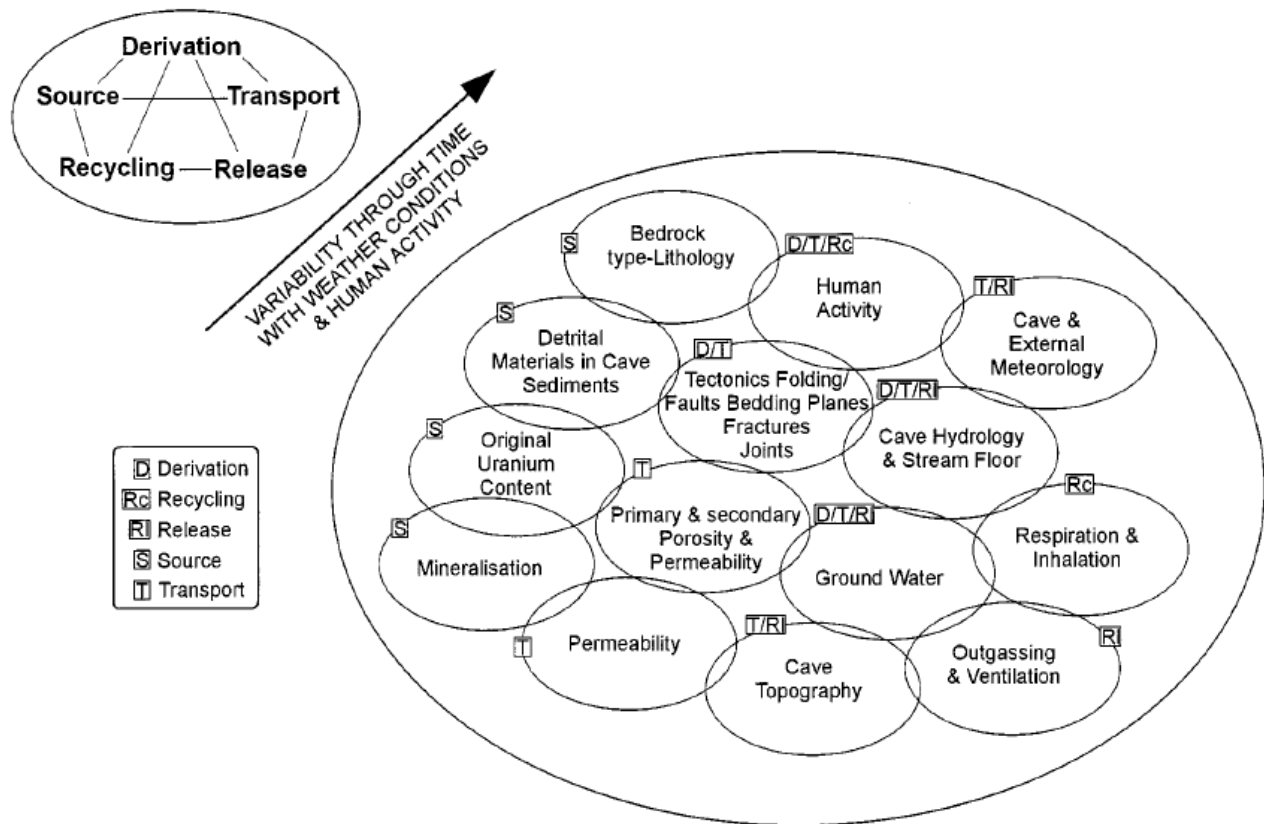 Derivation
Source
Transport
Recycling
Release
VARIABILITY THROUGH TIME
WITH WEATHER CONDITIONS
& HUMAN ACTIVITY
S
Bedrock
type-Lithology
D/T/Rc
Human
Activity
T/Rl
Cave &
External
Meteorology
S
Detrital
Materials in Cave
Sediments
D/T
Tectonics Folding/
Faults Bedding Planes
Fractures
Joints
D/T/Rl
Cave Hydrology
& Stream Floor
S
Original
Uranium
Content
T
Primary & secondary
Porosity &
Permeability
D/T/Rl
Ground Water
Rc
Respiration &
Inhalation
S
Mineralisation
T
Permeability
T/Rl
Cave
Topography
Rl
Outgassing
& Ventilation
D Derivation
Rc Recycling
Rl Release
S Source
T Transport